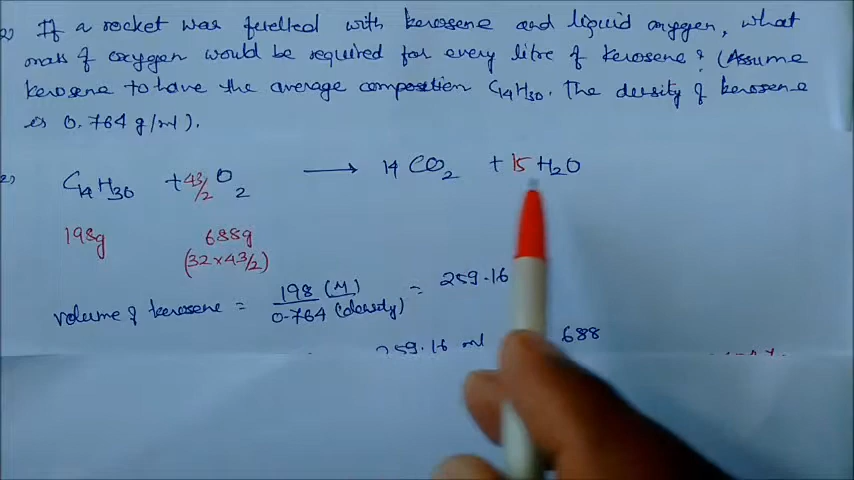 2) If a rocket was fuelled with kerosene and liquid oxygen, what
mass of oxygen would be required for every litre of kerosene? (Assume
kerosene to have the average composition C14H30. The density of kerosene
is 0.764 g/ml).
2) C14H30 + 43/2 O2 → 14 CO2 + 15 H2O
198g 688g
(32×43/2)
volume of kerosene = 198 (M) / 0.764 (density) = 259.16
259.16 ml 688